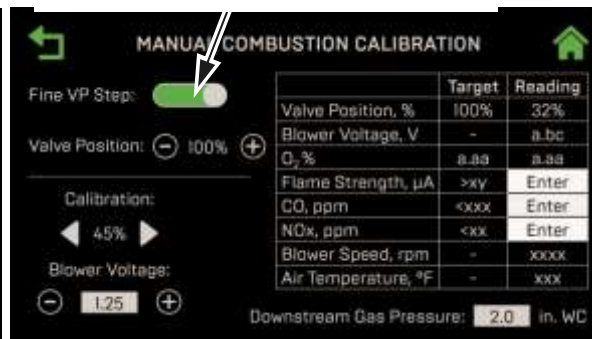 MANUAL COMBUSTION CALIBRATION
Fine VP Step:
Valve Position: 100%
Calibration:
45%
Blower Voltage:
1.25
Target Reading
Valve Position, % 100% 32%
Blower Voltage, V - a.bc
O₂% a.aa a.aa
Flame Strength, µA >xy Enter
CO, ppm <xxx Enter
NOx, ppm <xx Enter
Blower Speed, rpm - xxxx
Air Temperature, °F - xxx
Downstream Gas Pressure: 2.0 in. WC